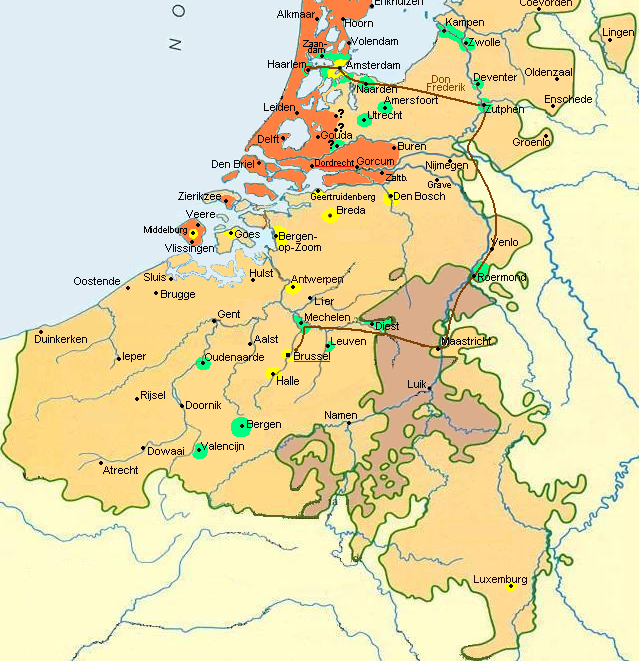 Enkhuizen
Coevorden
Alkmaar
Hoorn
Kampen
Lingen
N O
Zaan-
dam
Volendam
Zwolle
Haarlem
Amsterdam
Don
Frederik
Deventer
Oldenzaal
Naarden
Amersfoort
Zutphen
Enschede
Leiden
?
Utrecht
Delft
Gouda
?
?
Buren
Groenlo
Den Briel
Dordrecht
Gorcum
Nijmegen
Zaltb.
Grave
Zierikzee
Geertruidenberg
Den Bosch
Veere
Breda
Middelburg
Goes
Bergen-
op-Zoom
Vlissingen
Venlo
Sluis
Hulst
Antwerpen
Roermond
Oostende
Brugge
Lier
Gent
Mechelen
Diest
Duinkerken
Aalst
Leuven
Maastricht
Ieper
Oudenaarde
Brussel
Halle
Luik
Rijsel
Doornik
Namen
Bergen
Dowaai
Valencijn
Atrecht
Luxemburg